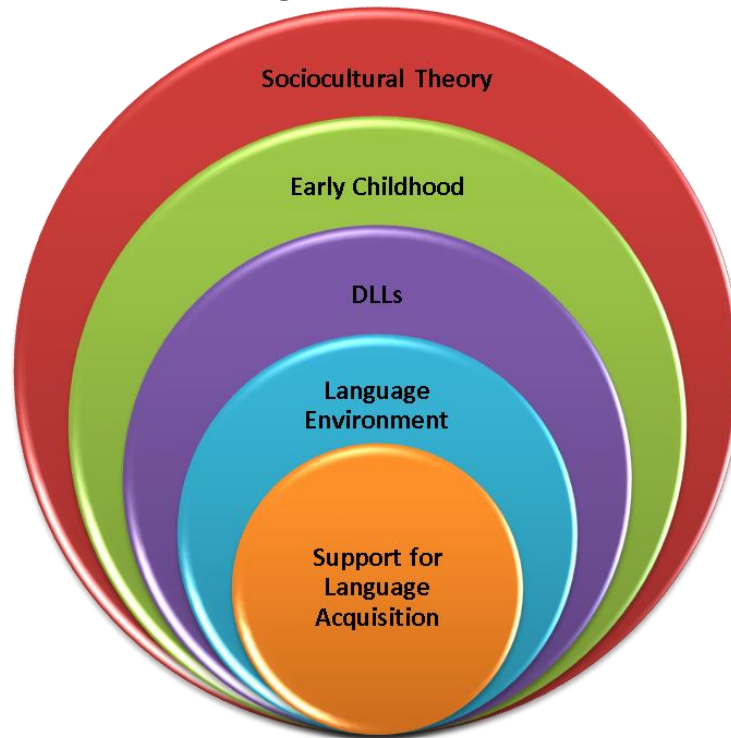 Sociocultural Theory
Early Childhood
DLLs
Language
Environment
Support for
Language
Acquisition